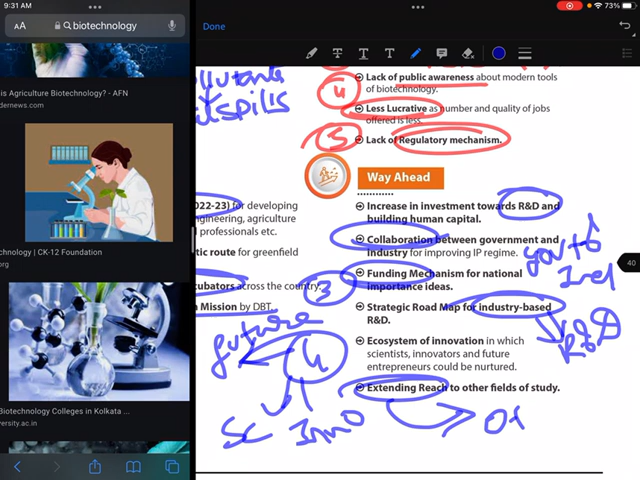 9:31 AM
73%
AA
biotechnology
Done
is Agriculture Biotechnology? - AFN
dernews.com
chnology | CK-12 Foundation
org
Biotechnology Colleges in Kolkata ...
versity.ac.in
4
Lack of public awareness about modern tools
of biotechnology.
Less Lucrative as number and quality of jobs
offered is less.
5
Lack of Regulatory mechanism.
Way Ahead
022-23) for developing
ngineering, agriculture
professionals etc.
tic route for greenfield
cubators across the country.
n Mission by DBT.
Increase in investment towards R&D and
building human capital.
Collaboration between government and
industry for improving IP regime.
3
Funding Mechanism for national
importance ideas.
Strategic Road Map for industry-based
R&D.
Ecosystem of innovation in which
scientists, innovators and future
entrepreneurs could be nurtured.
Extending Reach to other fields of study.
40
R&D
future
4
Sc Inno